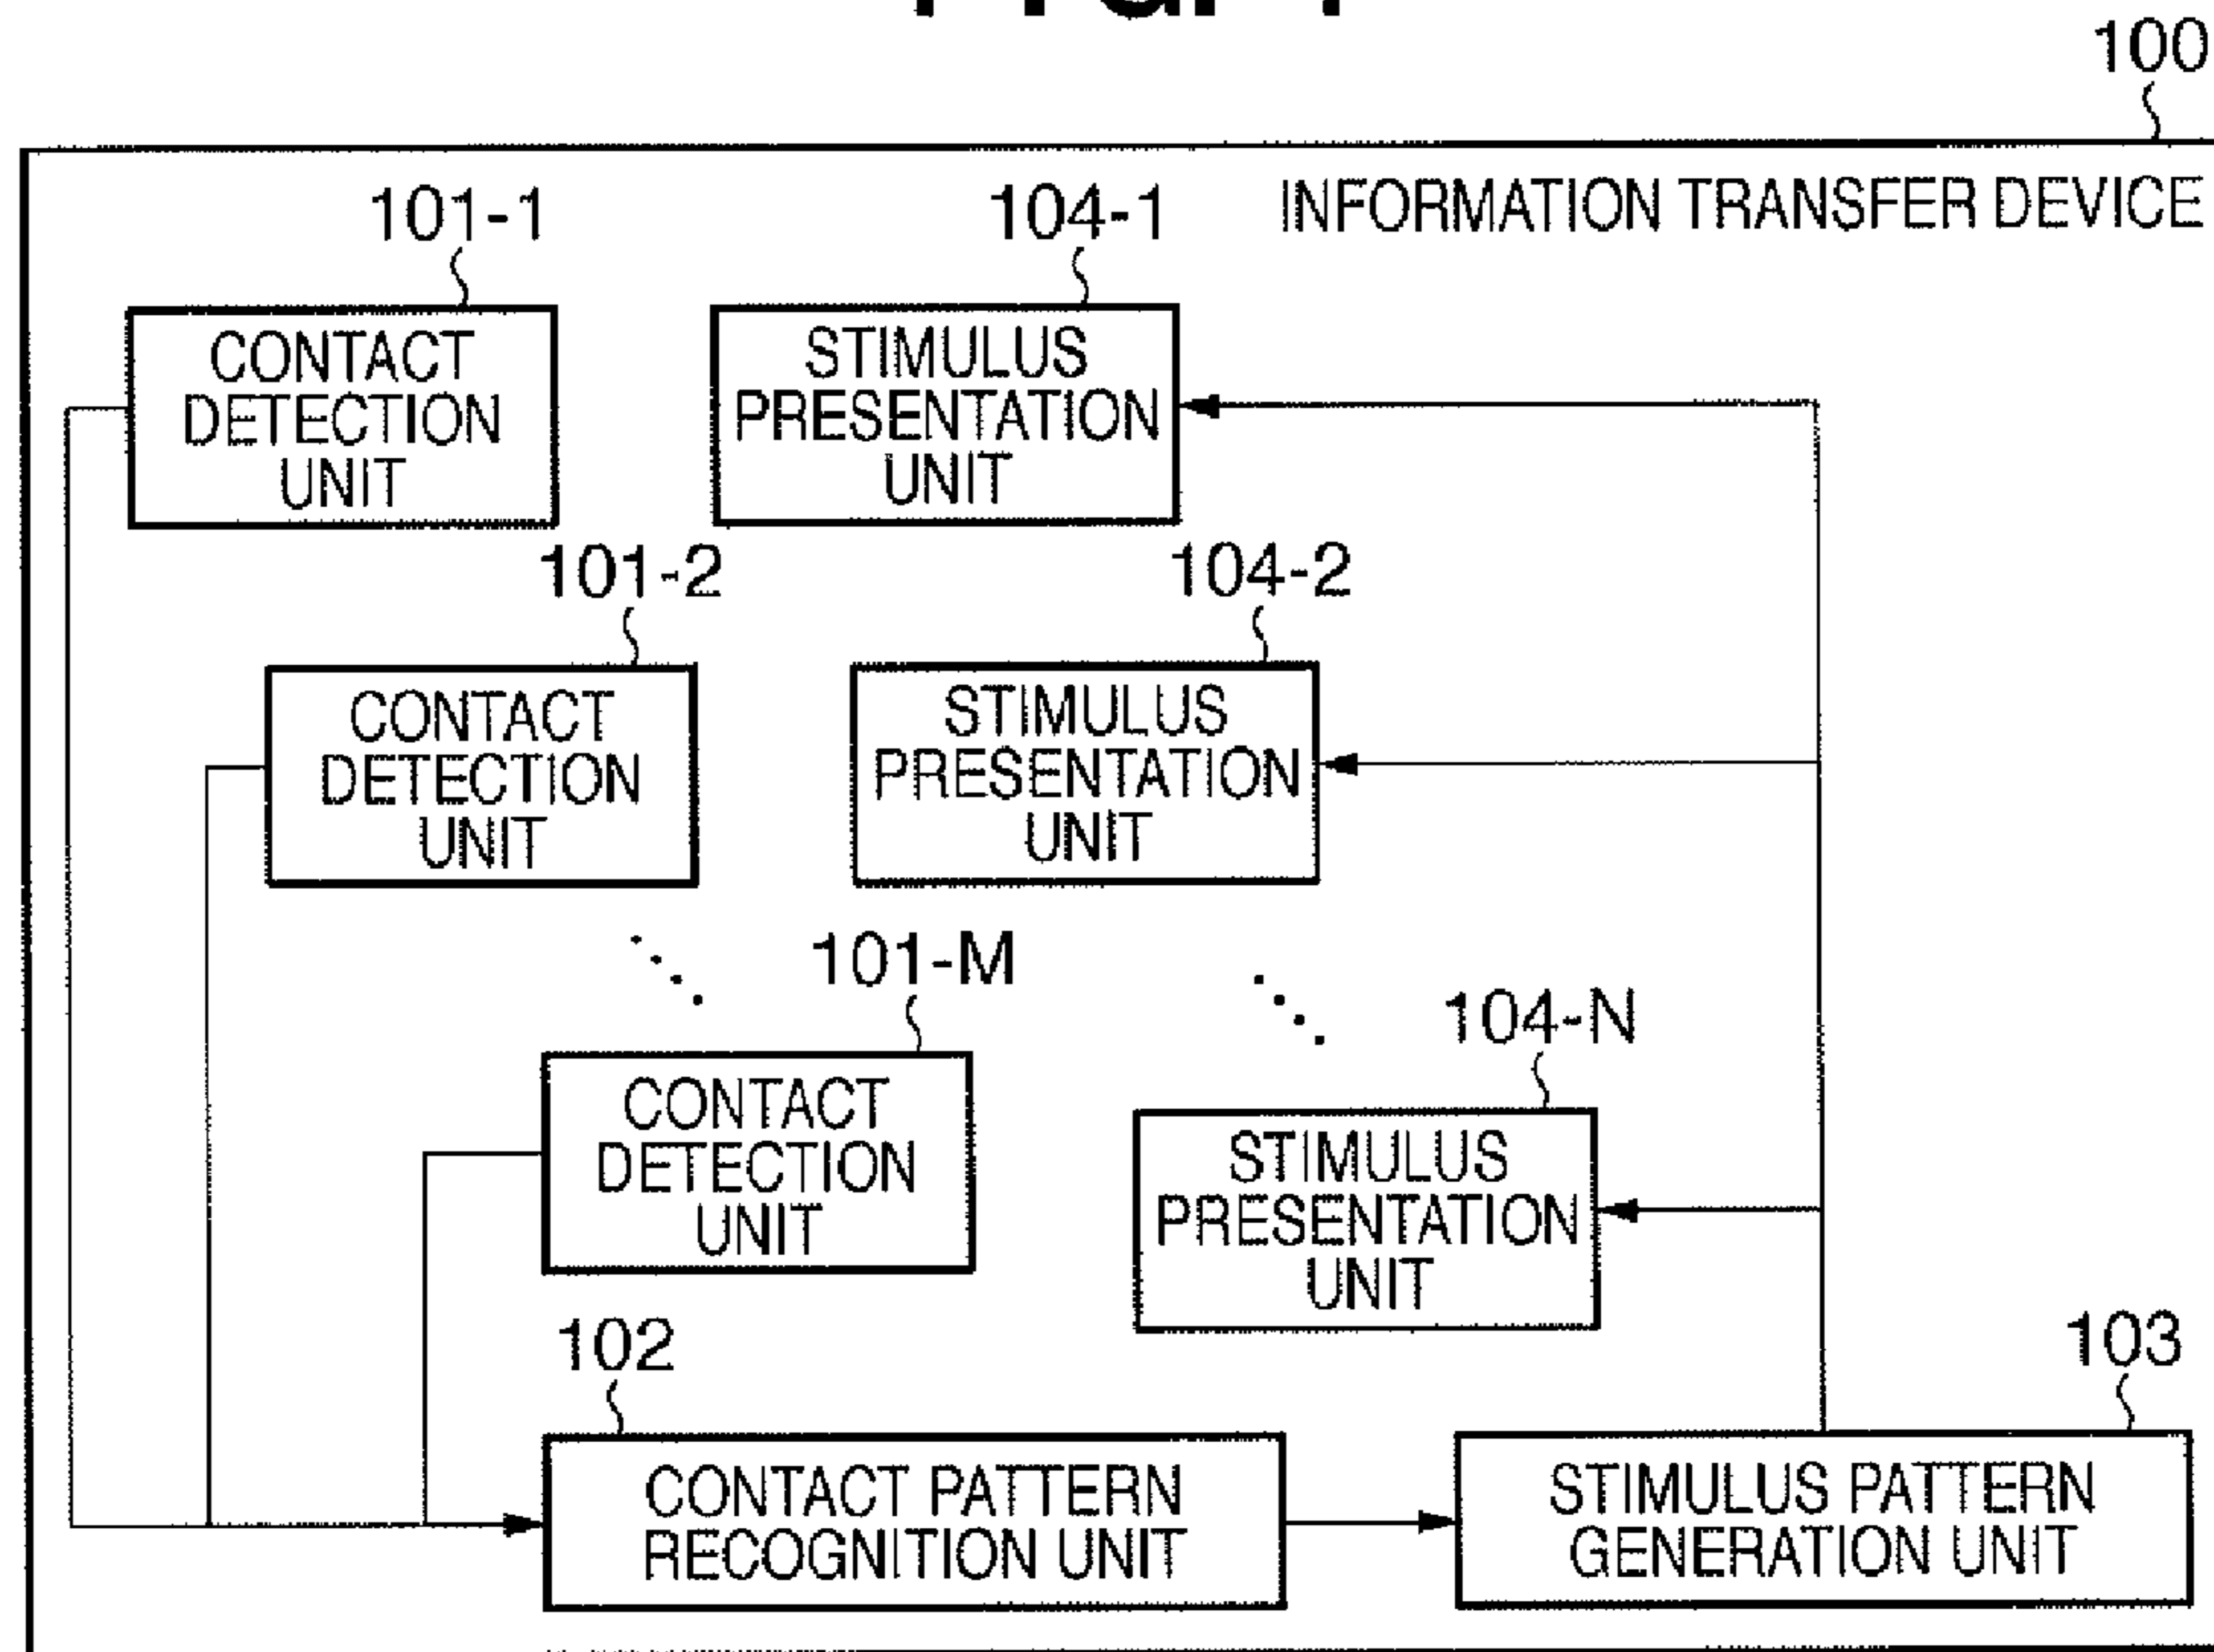 100
INFORMATION TRANSFER DEVICE
101-1
104-1
CONTACT
DETECTION
UNIT
STIMULUS
PRESENTATION
UNIT
101-2
104-2
CONTACT
DETECTION
UNIT
STIMULUS
PRESENTATION
UNIT
101-M
104-N
CONTACT
DETECTION
UNIT
STIMULUS
PRESENTATION
UNIT
102
103
CONTACT PATTERN
RECOGNITION UNIT
STIMULUS PATTERN
GENERATION UNIT